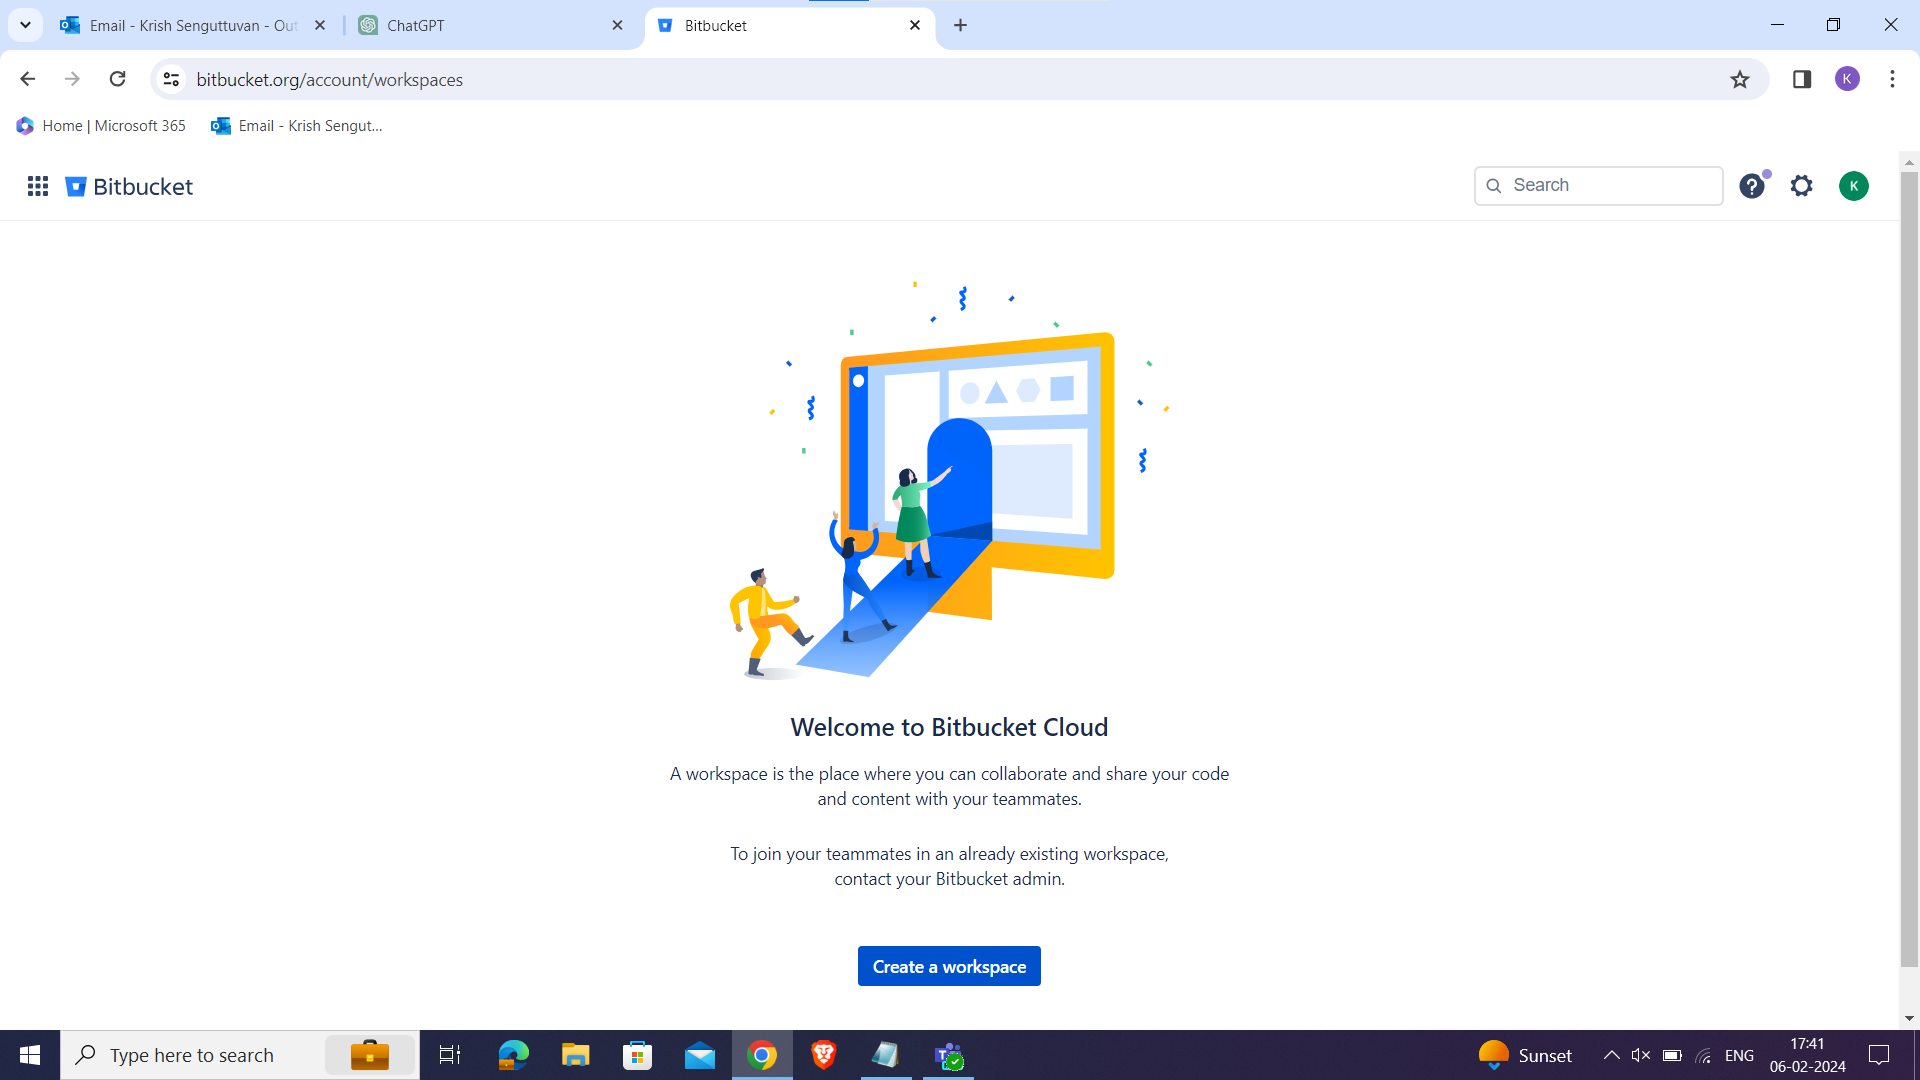 Email - Krish Senguttuvan - Out
ChatGPT
Bitbucket
bitbucket.org/account/workspaces
K
Home | Microsoft 365
Email - Krish Sengut...
Bitbucket
Search
K
Welcome to Bitbucket Cloud
A workspace is the place where you can collaborate and share your code
and content with your teammates.
To join your teammates in an already existing workspace,
contact your Bitbucket admin.
Create a workspace
Type here to search
Sunset
ENG
17:41
06-02-2024